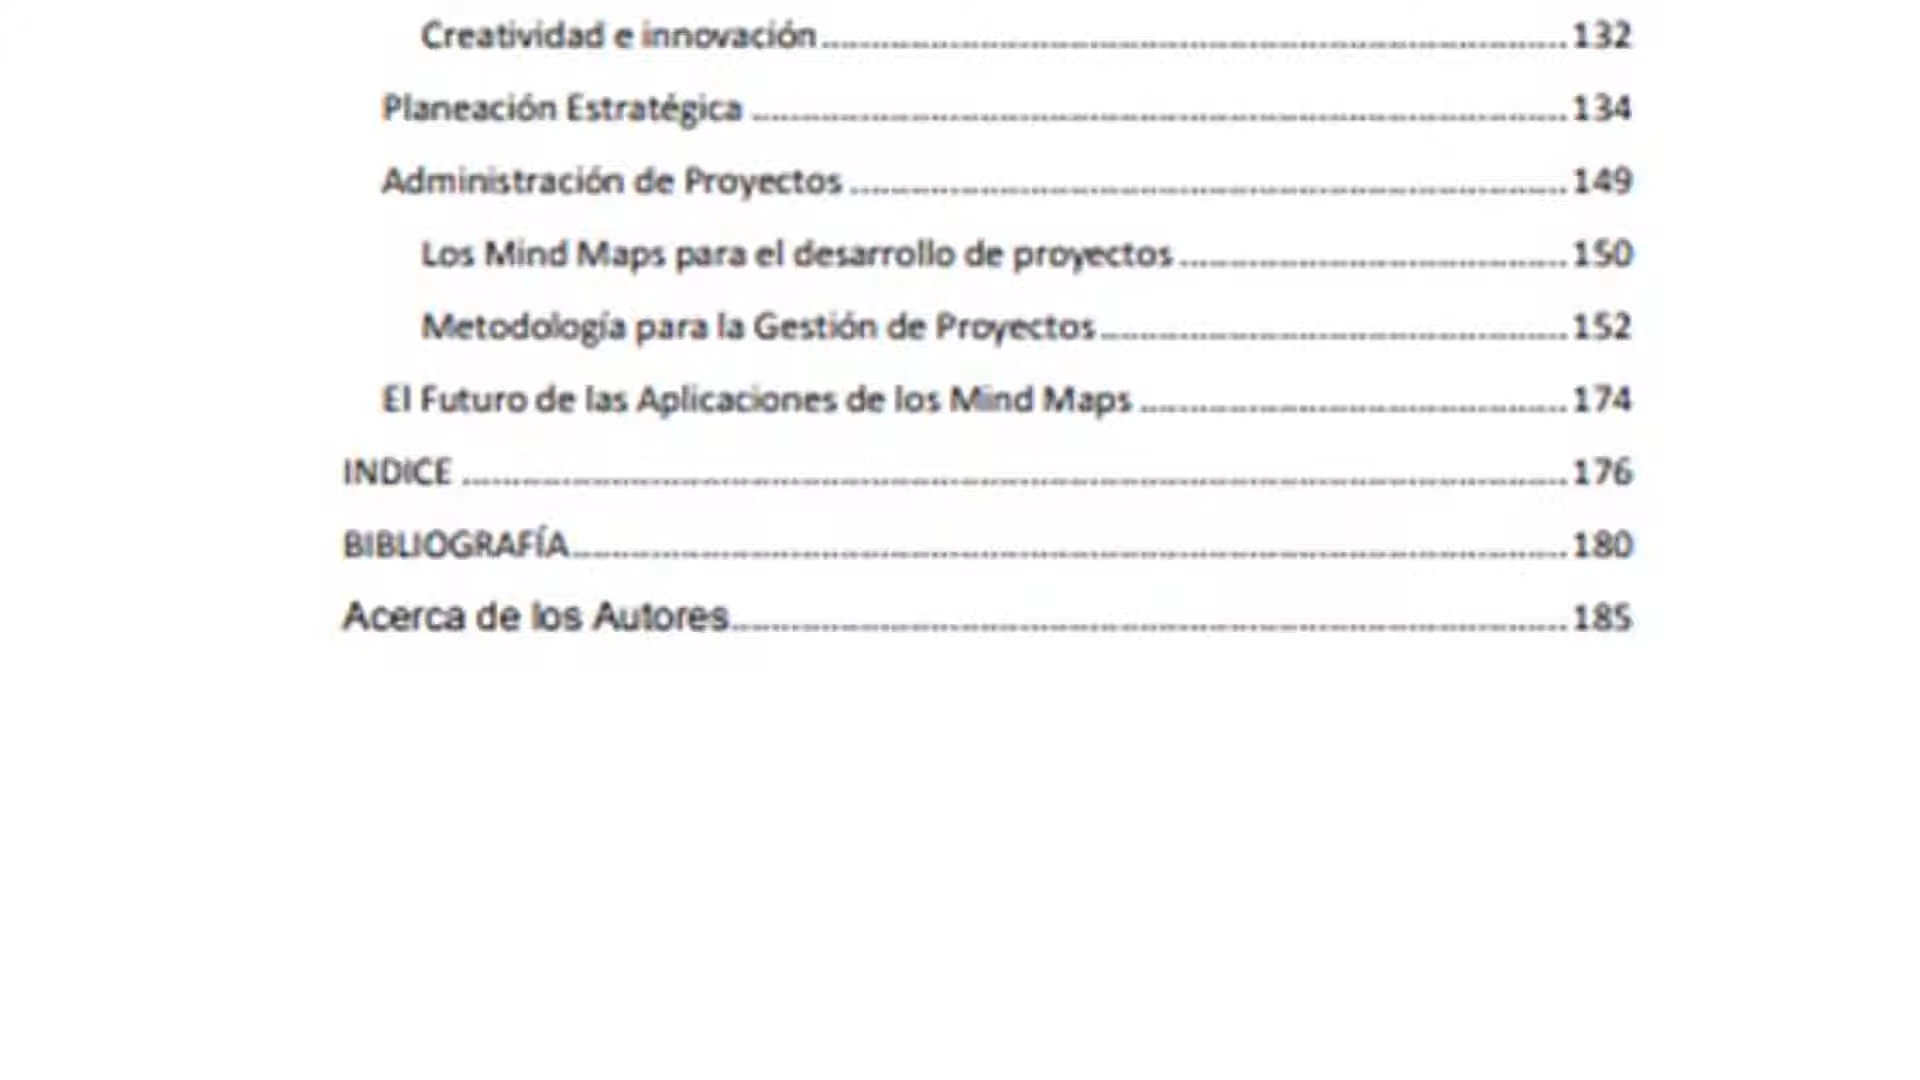 Creatividad e innovación........................................132
Planeación Estratégica ........................................134
Administración de Proyectos ........................................149
Los Mind Maps para el desarrollo de proyectos ........................................150
Metodología para la Gestión de Proyectos........................................152
El Futuro de las Aplicaciones de los Mind Maps ........................................174
INDICE ........................................176
BIBLIOGRAFÍA........................................180
Acerca de los Autores........................................185